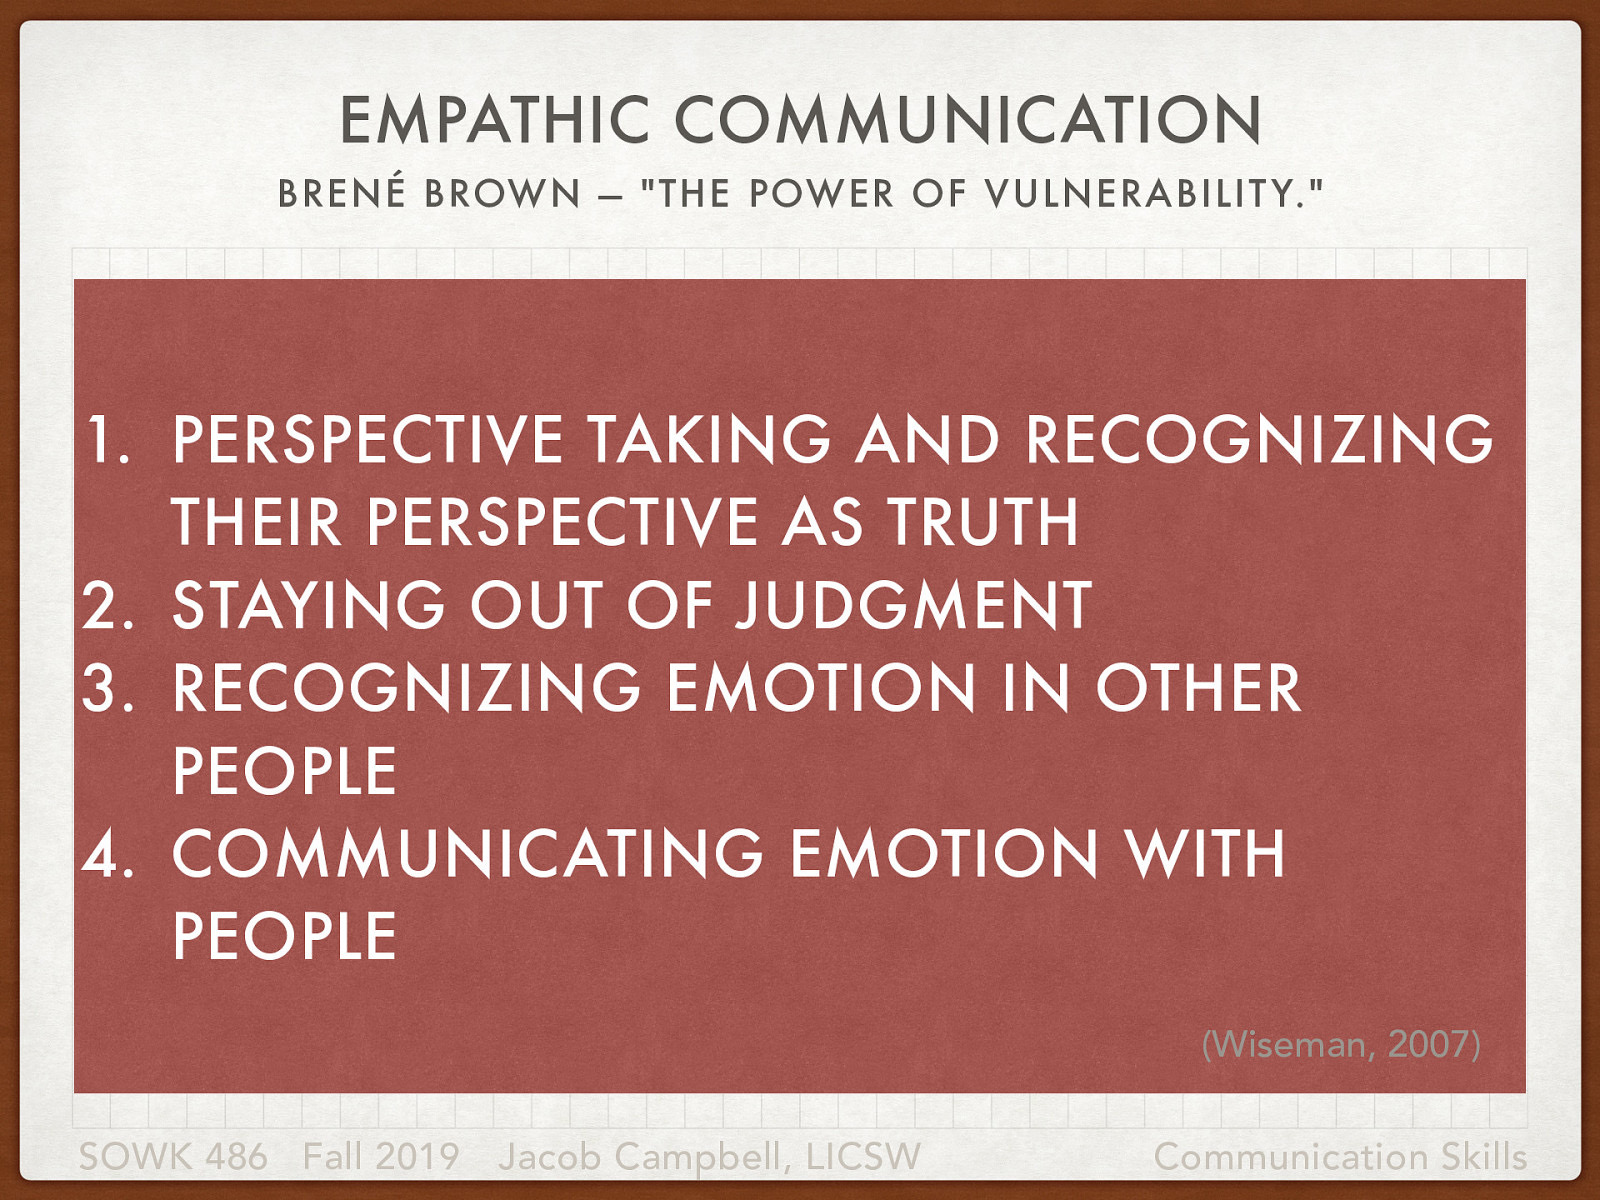 EMPATHIC COMMUNICATION
BRENÉ BROWN – "THE POWER OF VULNERABILITY."
1. PERSPECTIVE TAKING AND RECOGNIZING
THEIR PERSPECTIVE AS TRUTH
2. STAYING OUT OF JUDGMENT
3. RECOGNIZING EMOTION IN OTHER
PEOPLE
4. COMMUNICATING EMOTION WITH
PEOPLE
(Wiseman, 2007)
SOWK 486 Fall 2019 Jacob Campbell, LICSW Communication Skills